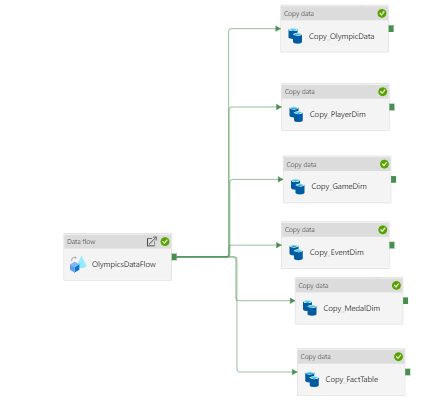 Copy data
Copy_OlympicData
Copy data
Copy_PlayerDim
Copy data
Copy_GameDim
Copy data
Copy_EventDim
Data flow
OlympicsDataFlow
Copy data
Copy_MedalDim
Copy data
Copy_FactTable